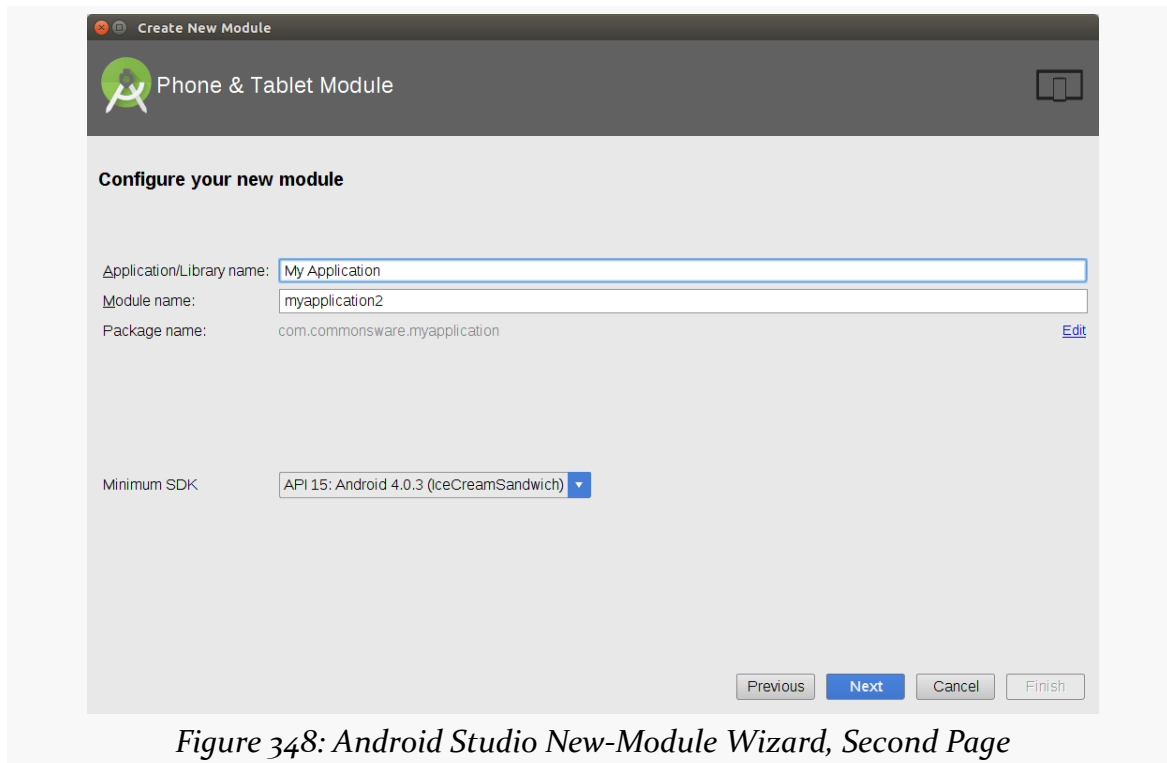 Create New Module
Phone & Tablet Module
Configure your new module
Application/Library name: My Application
Module name: myapplication2
Package name: com.commonsware.myapplication Edit
Minimum SDK API 15: Android 4.0.3 (IceCreamSandwich)
Previous Next Cancel Finish
Figure 348: Android Studio New-Module Wizard, Second Page